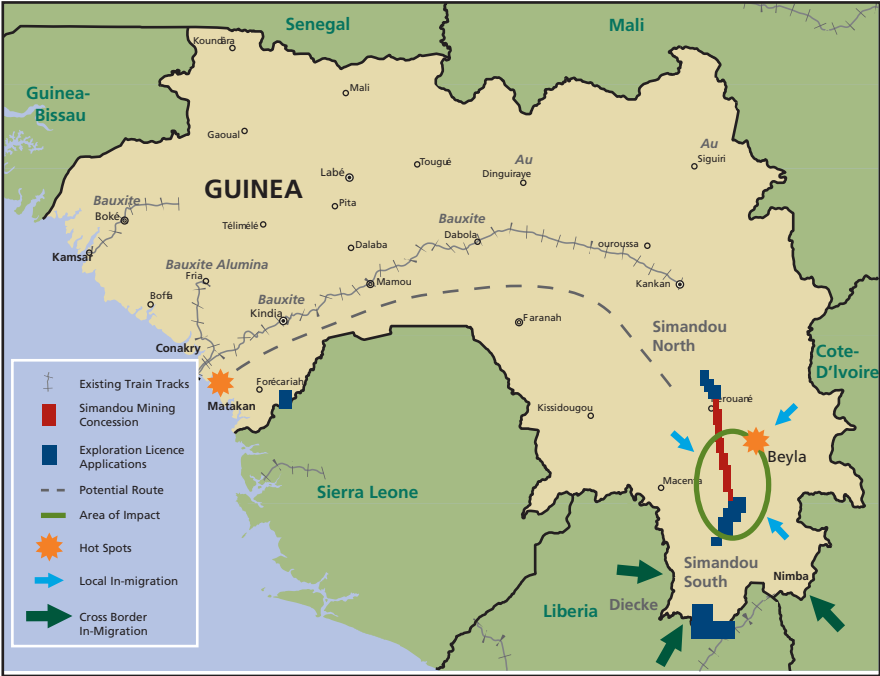 Senegal
Mali
Guinea-
Bissau
Koundara
Mali
Gaoual
Labé
Tougué
Au
Dinguiraye
Au
Siguiri
GUINEA
Pita
Bauxite
Boké
Télimélé
Bauxite
Dabola
ouroussa
Dalaba
Kamsar
Bauxite Alumina
Fria
Mamou
Kankan
Boffa
Bauxite
Kindia
Faranah
Simandou
North
Conakry
Cote-
D'Ivoire
Forécariah
Matakan
Kissidougou
erouané
Beyla
Macenta
Sierra Leone
Simandou
South
Nimba
Liberia
Diecke
Existing Train Tracks
Simandou Mining
Concession
Exploration Licence
Applications
Potential Route
Area of Impact
Hot Spots
Local In-migration
Cross Border
In-Migration